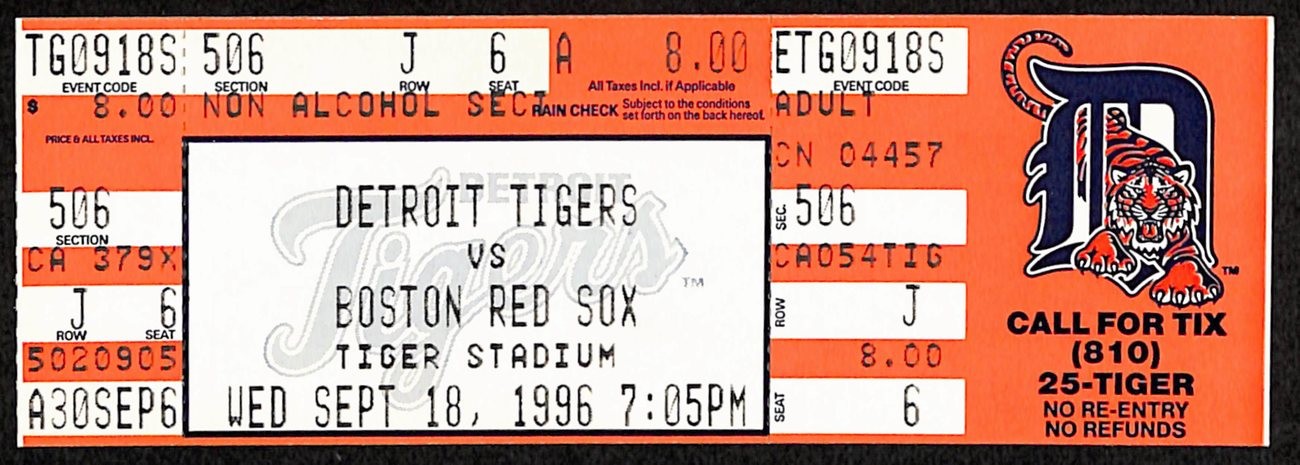 TG0918S 506 J 6 A 8.00 ETG0918S
EVENT CODE SECTION ROW SEAT All Taxes Incl. if Applicable EVENT CODE
$ 8.00 NON ALCOHOL SECT RAIN CHECK Subject to the conditions set forth on the back hereof. ADULT
PRICE & ALL TAXES INCL.
CN 04457
506
SECTION
CA 379X
J 6
ROW SEAT
5020905
A30SEP6
DETROIT
Tigers
TM
DETROIT TIGERS
VS
BOSTON RED SOX
TIGER STADIUM
WED SEPT 18, 1996 7:05PM
SEC. 506
CA054TIG
ROW J
8.00
SEAT 6
D
TM
CALL FOR TIX
(810)
25-TIGER
NO RE-ENTRY
NO REFUNDS